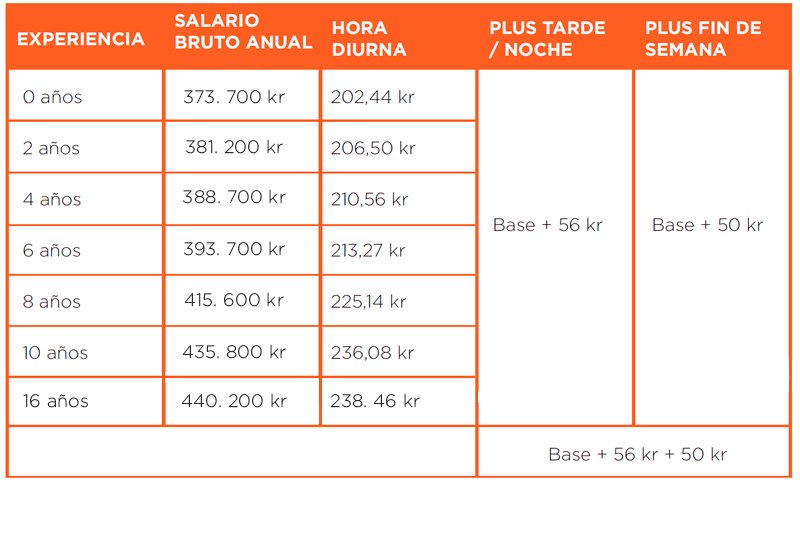 EXPERIENCIA
SALARIO
BRUTO ANUAL
HORA
DIURNA
PLUS TARDE
/ NOCHE
PLUS FIN DE
SEMANA
0 años 373. 700 kr 202,44 kr
2 años 381. 200 kr 206,50 kr
4 años 388. 700 kr 210,56 kr
Base + 56 kr Base + 50 kr
6 años 393. 700 kr 213,27 kr
8 años 415. 600 kr 225,14 kr
10 años 435. 800 kr 236,08 kr
16 años 440. 200 kr 238. 46 kr
Base + 56 kr + 50 kr